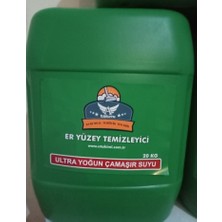 ER YÜZEY TEMİZLEYİCİ
20 KG
ULTRA YOĞUN ÇAMAŞIR SUYU